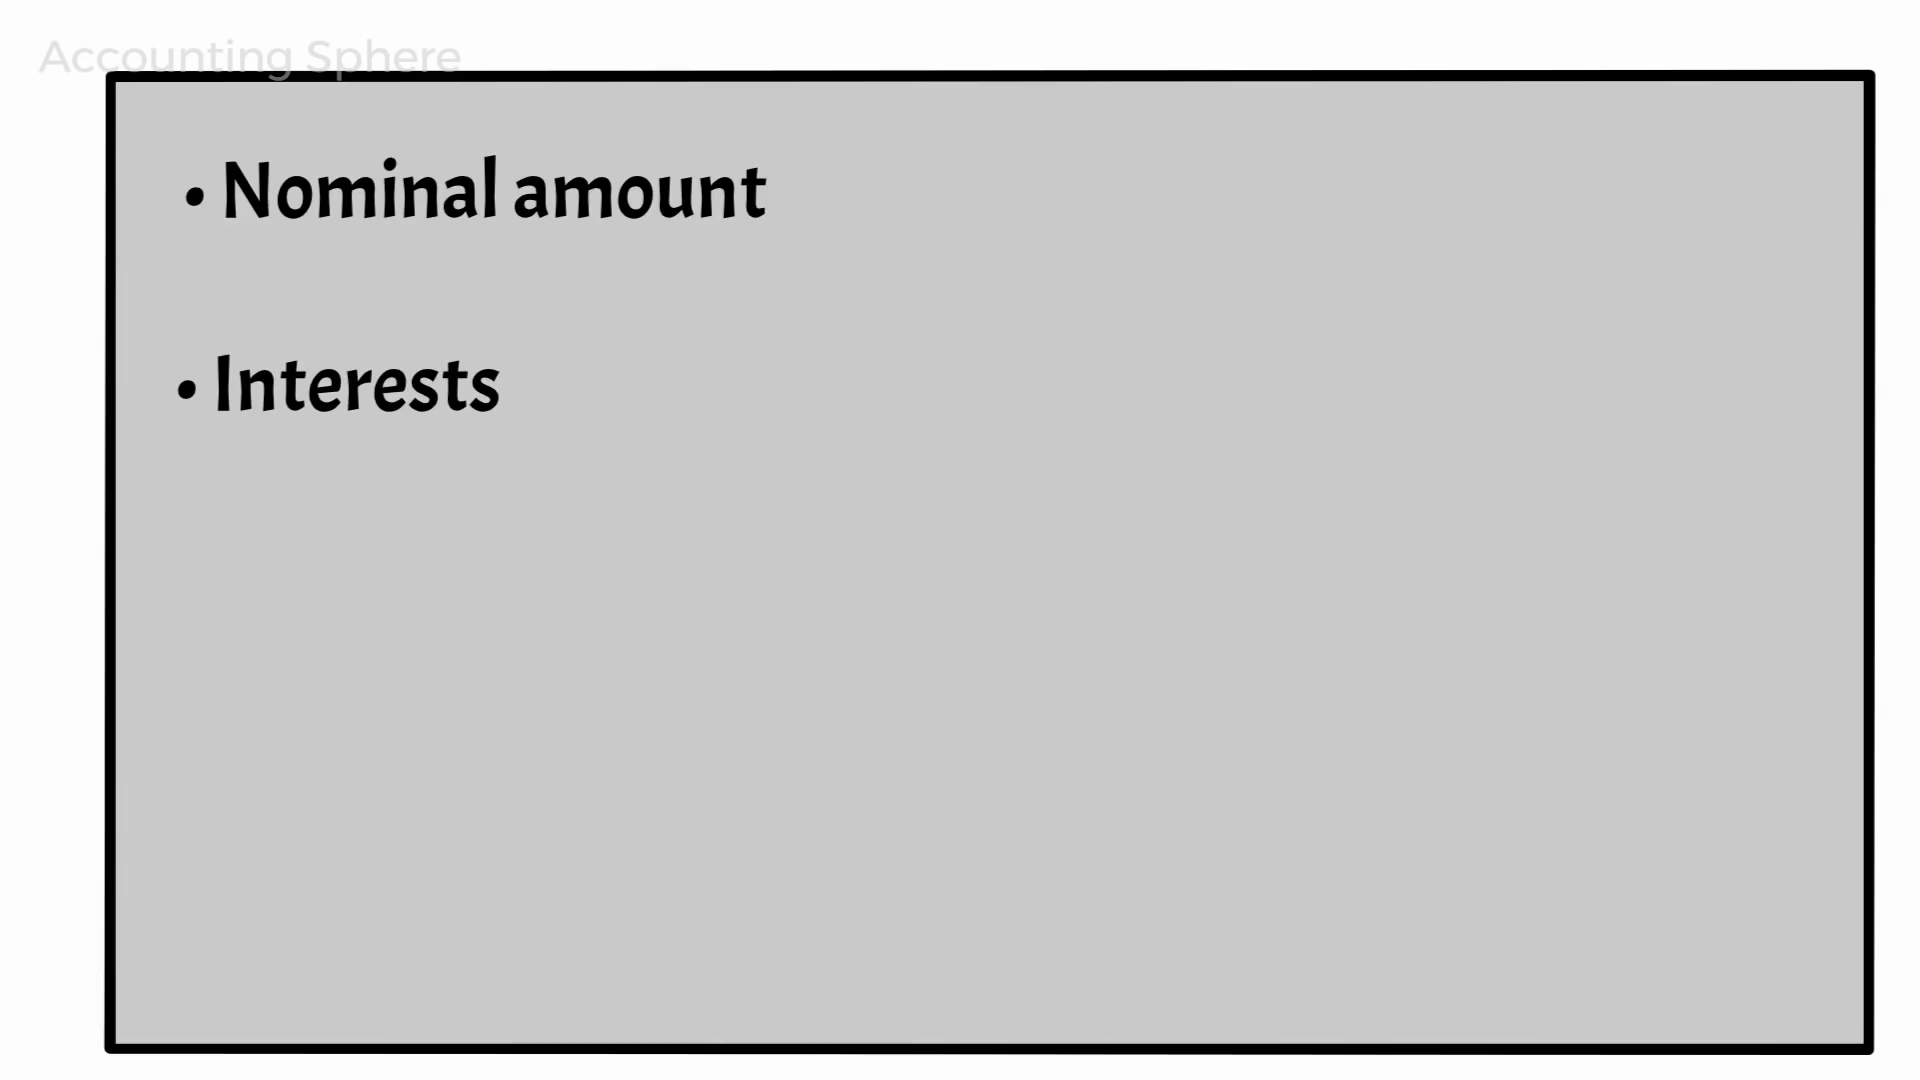 Accounting Sphere
• Nominal amount
• Interests